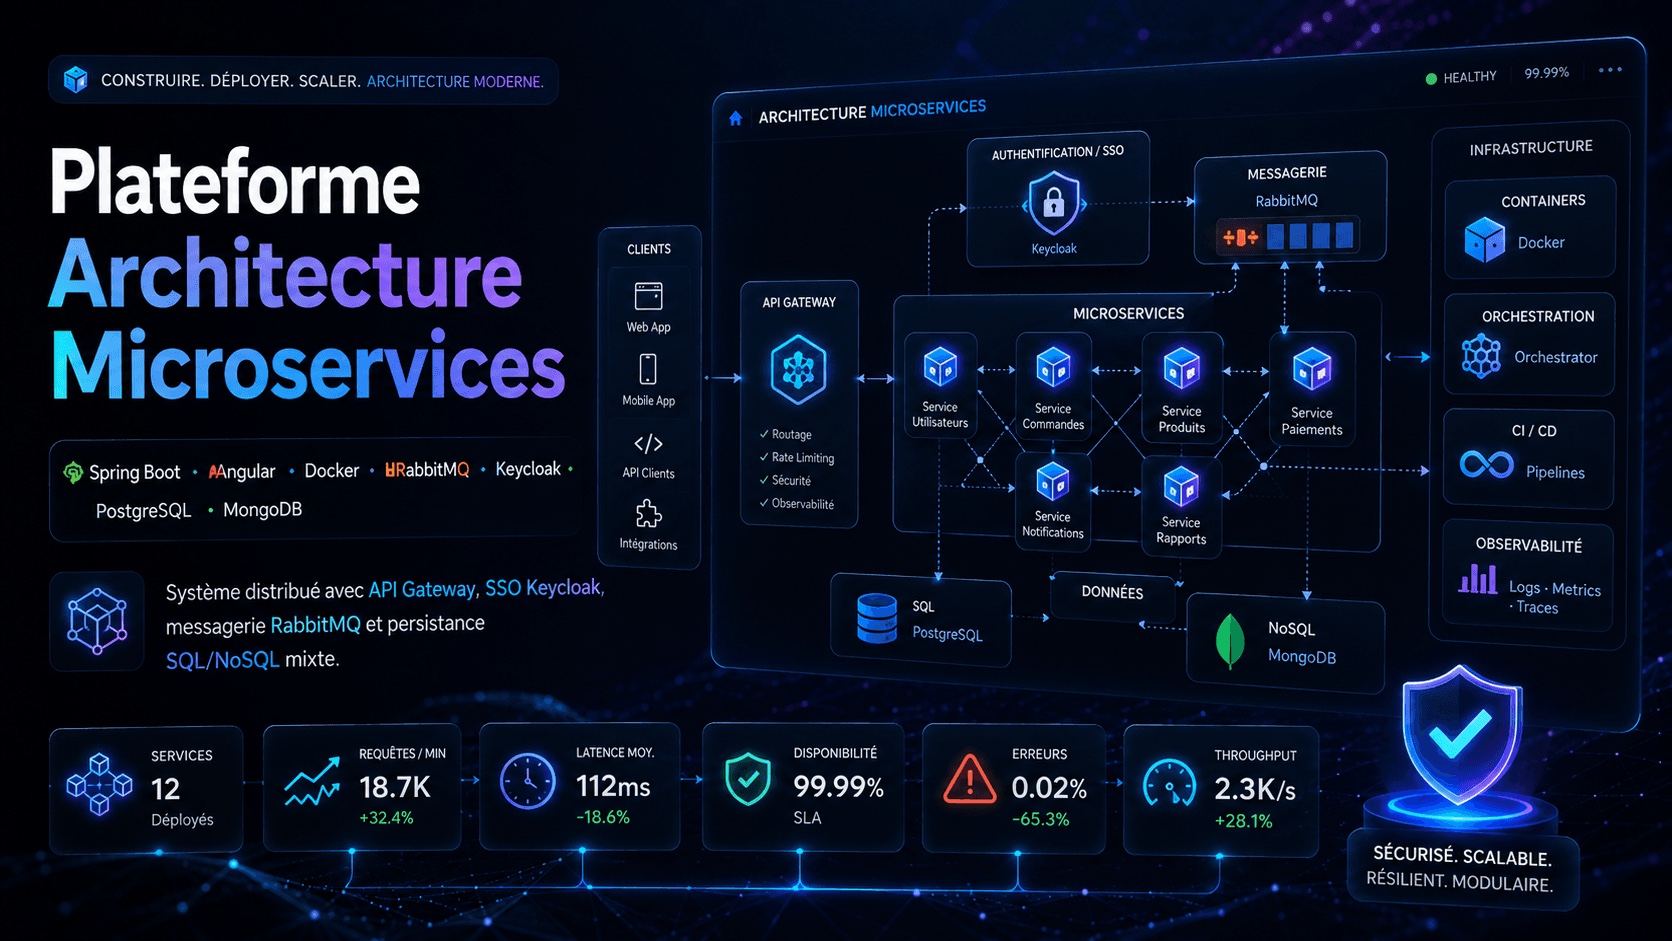 CONSTRUIRE. DÉPLOYER. SCALER. ARCHITECTURE MODERNE.
Plateforme
Architecture
Microservices
Spring Boot • Angular • Docker • RabbitMQ • Keycloak •
PostgreSQL • MongoDB
Système distribué avec API Gateway, SSO Keycloak,
messagerie RabbitMQ et persistance
SQL/NoSQL mixte.
CLIENTS
Web App
Mobile App
API Clients
Intégrations
ARCHITECTURE MICROSERVICES
HEALTHY
99.99%
API GATEWAY
✓ Routage
✓ Rate Limiting
✓ Sécurité
✓ Observabilité
AUTHENTIFICATION / SSO
Keycloak
MESSAGERIE
RabbitMQ
MICROSERVICES
Service
Utilisateurs
Service
Commandes
Service
Produits
Service
Paiements
Service
Notifications
Service
Rapports
SQL
PostgreSQL
DONNÉES
NoSQL
MongoDB
INFRASTRUCTURE
CONTAINERS
Docker
ORCHESTRATION
Orchestrator
CI / CD
Pipelines
OBSERVABILITÉ
Logs · Metrics
· Traces
SERVICES
12
Déployés
REQUÊTES / MIN
18.7K
+32.4%
LATENCE MOY.
112ms
-18.6%
DISPONIBILITÉ
99.99%
SLA
ERREURS
0.02%
-65.3%
THROUGHPUT
2.3K/s
+28.1%
SÉCURISÉ. SCALABLE.
RÉSILIENT. MODULAIRE.